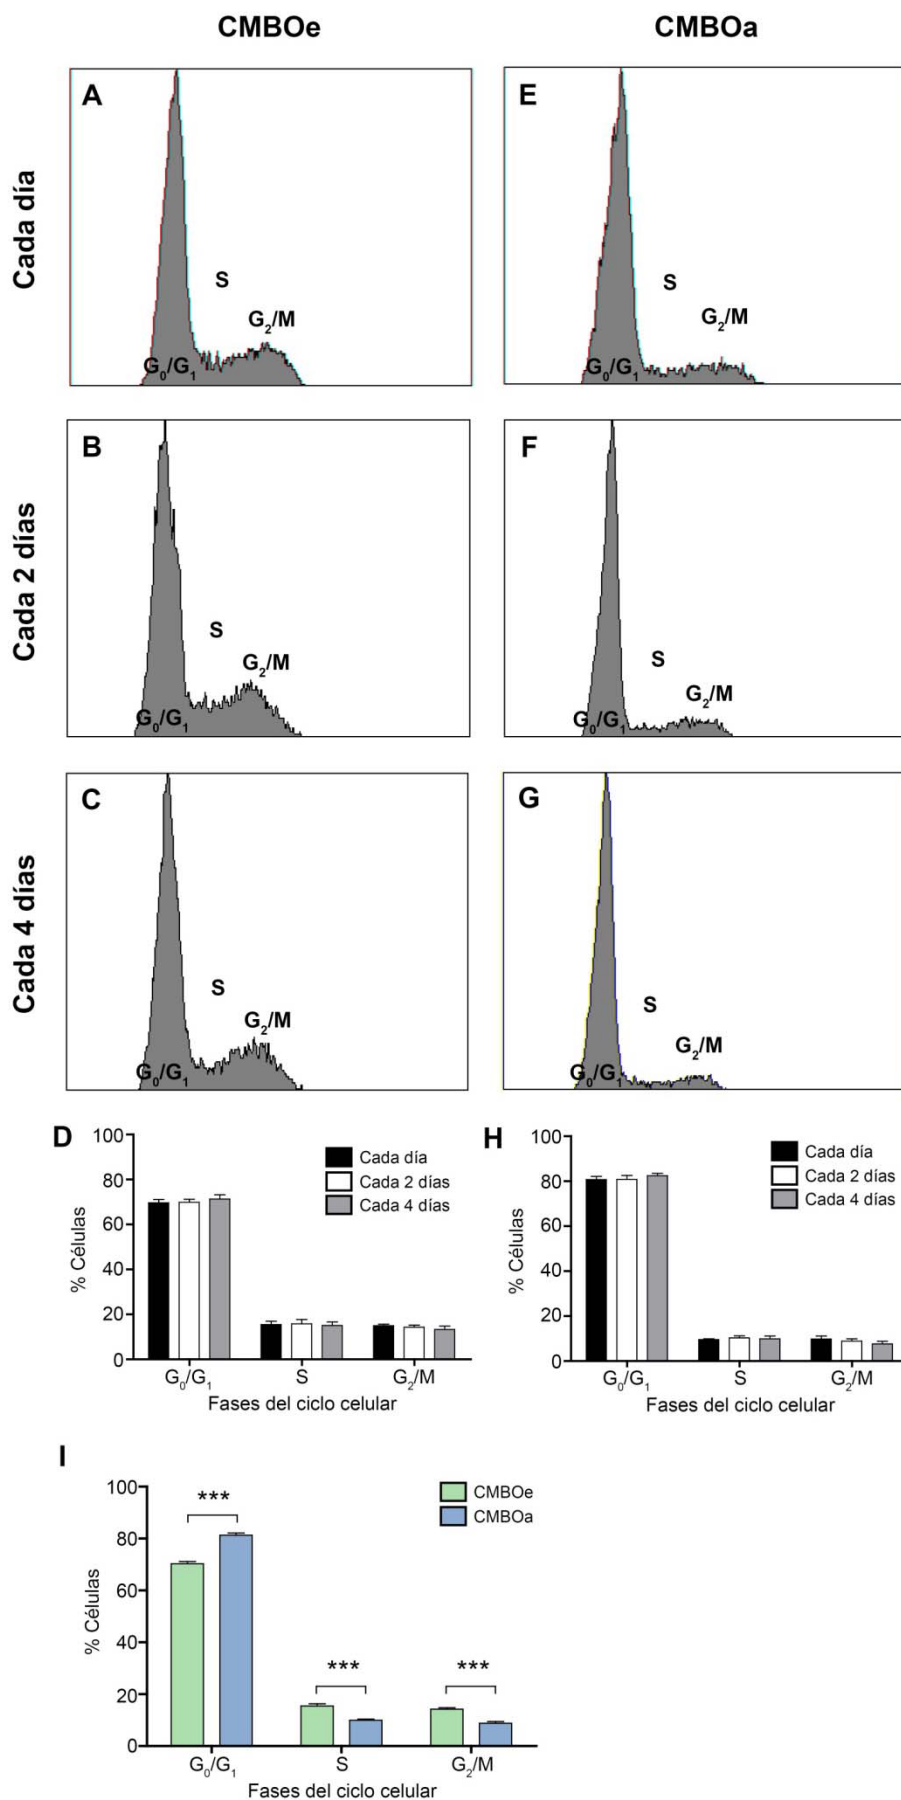 CMBOe
CMBOa
Cada día
A
S
G₂/M
G₀/G₁
E
S
G₂/M
G₀/G₁
Cada 2 días
B
S
G₂/M
G₀/G₁
F
S
G₂/M
G₀/G₁
Cada 4 días
C
S
G₂/M
G₀/G₁
G
S
G₂/M
G₀/G₁
D
% Células
100
80
60
40
20
0
Cada día
Cada 2 días
Cada 4 días
G₀/G₁ S G₂/M
Fases del ciclo celular
H
% Células
100
80
60
40
20
0
Cada día
Cada 2 días
Cada 4 días
G₀/G₁ S G₂/M
Fases del ciclo celular
I
% Células
100
80
60
40
20
0
CMBOe
CMBOa
***
***
***
G₀/G₁ S G₂/M
Fases del ciclo celular